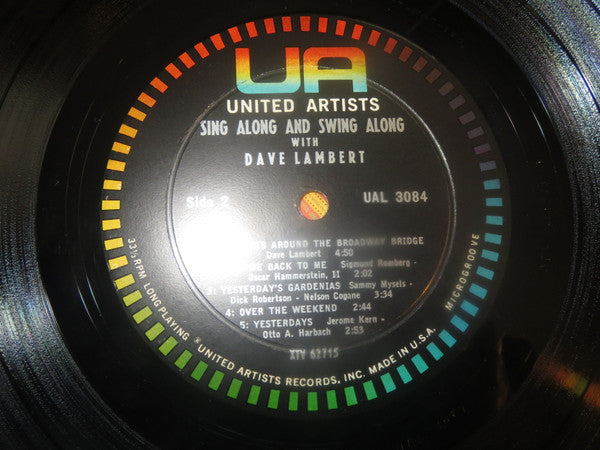 UA
UNITED ARTISTS
SING ALONG AND SWING ALONG
WITH
DAVE LAMBERT
Side 2
UAL 3084
AROUND THE BROADWAY BRIDGE
Dave Lambert 4:50
BACK TO ME Sigmund Romberg -
Oscar Hammerstein, II 2:02
3: YESTERDAY'S GARDENIAS Sammy Mysels -
Dick Robertson - Nelson Cogane 3:34
4: OVER THE WEEKEND 2:44
5: YESTERDAYS Jerome Kern -
Otto A. Harbach 2:53
XTV 62715
33⅓ RPM LONG PLAYING ® UNITED ARTISTS RECORDS, INC. MADE IN U.S.A. MICROGROOVE